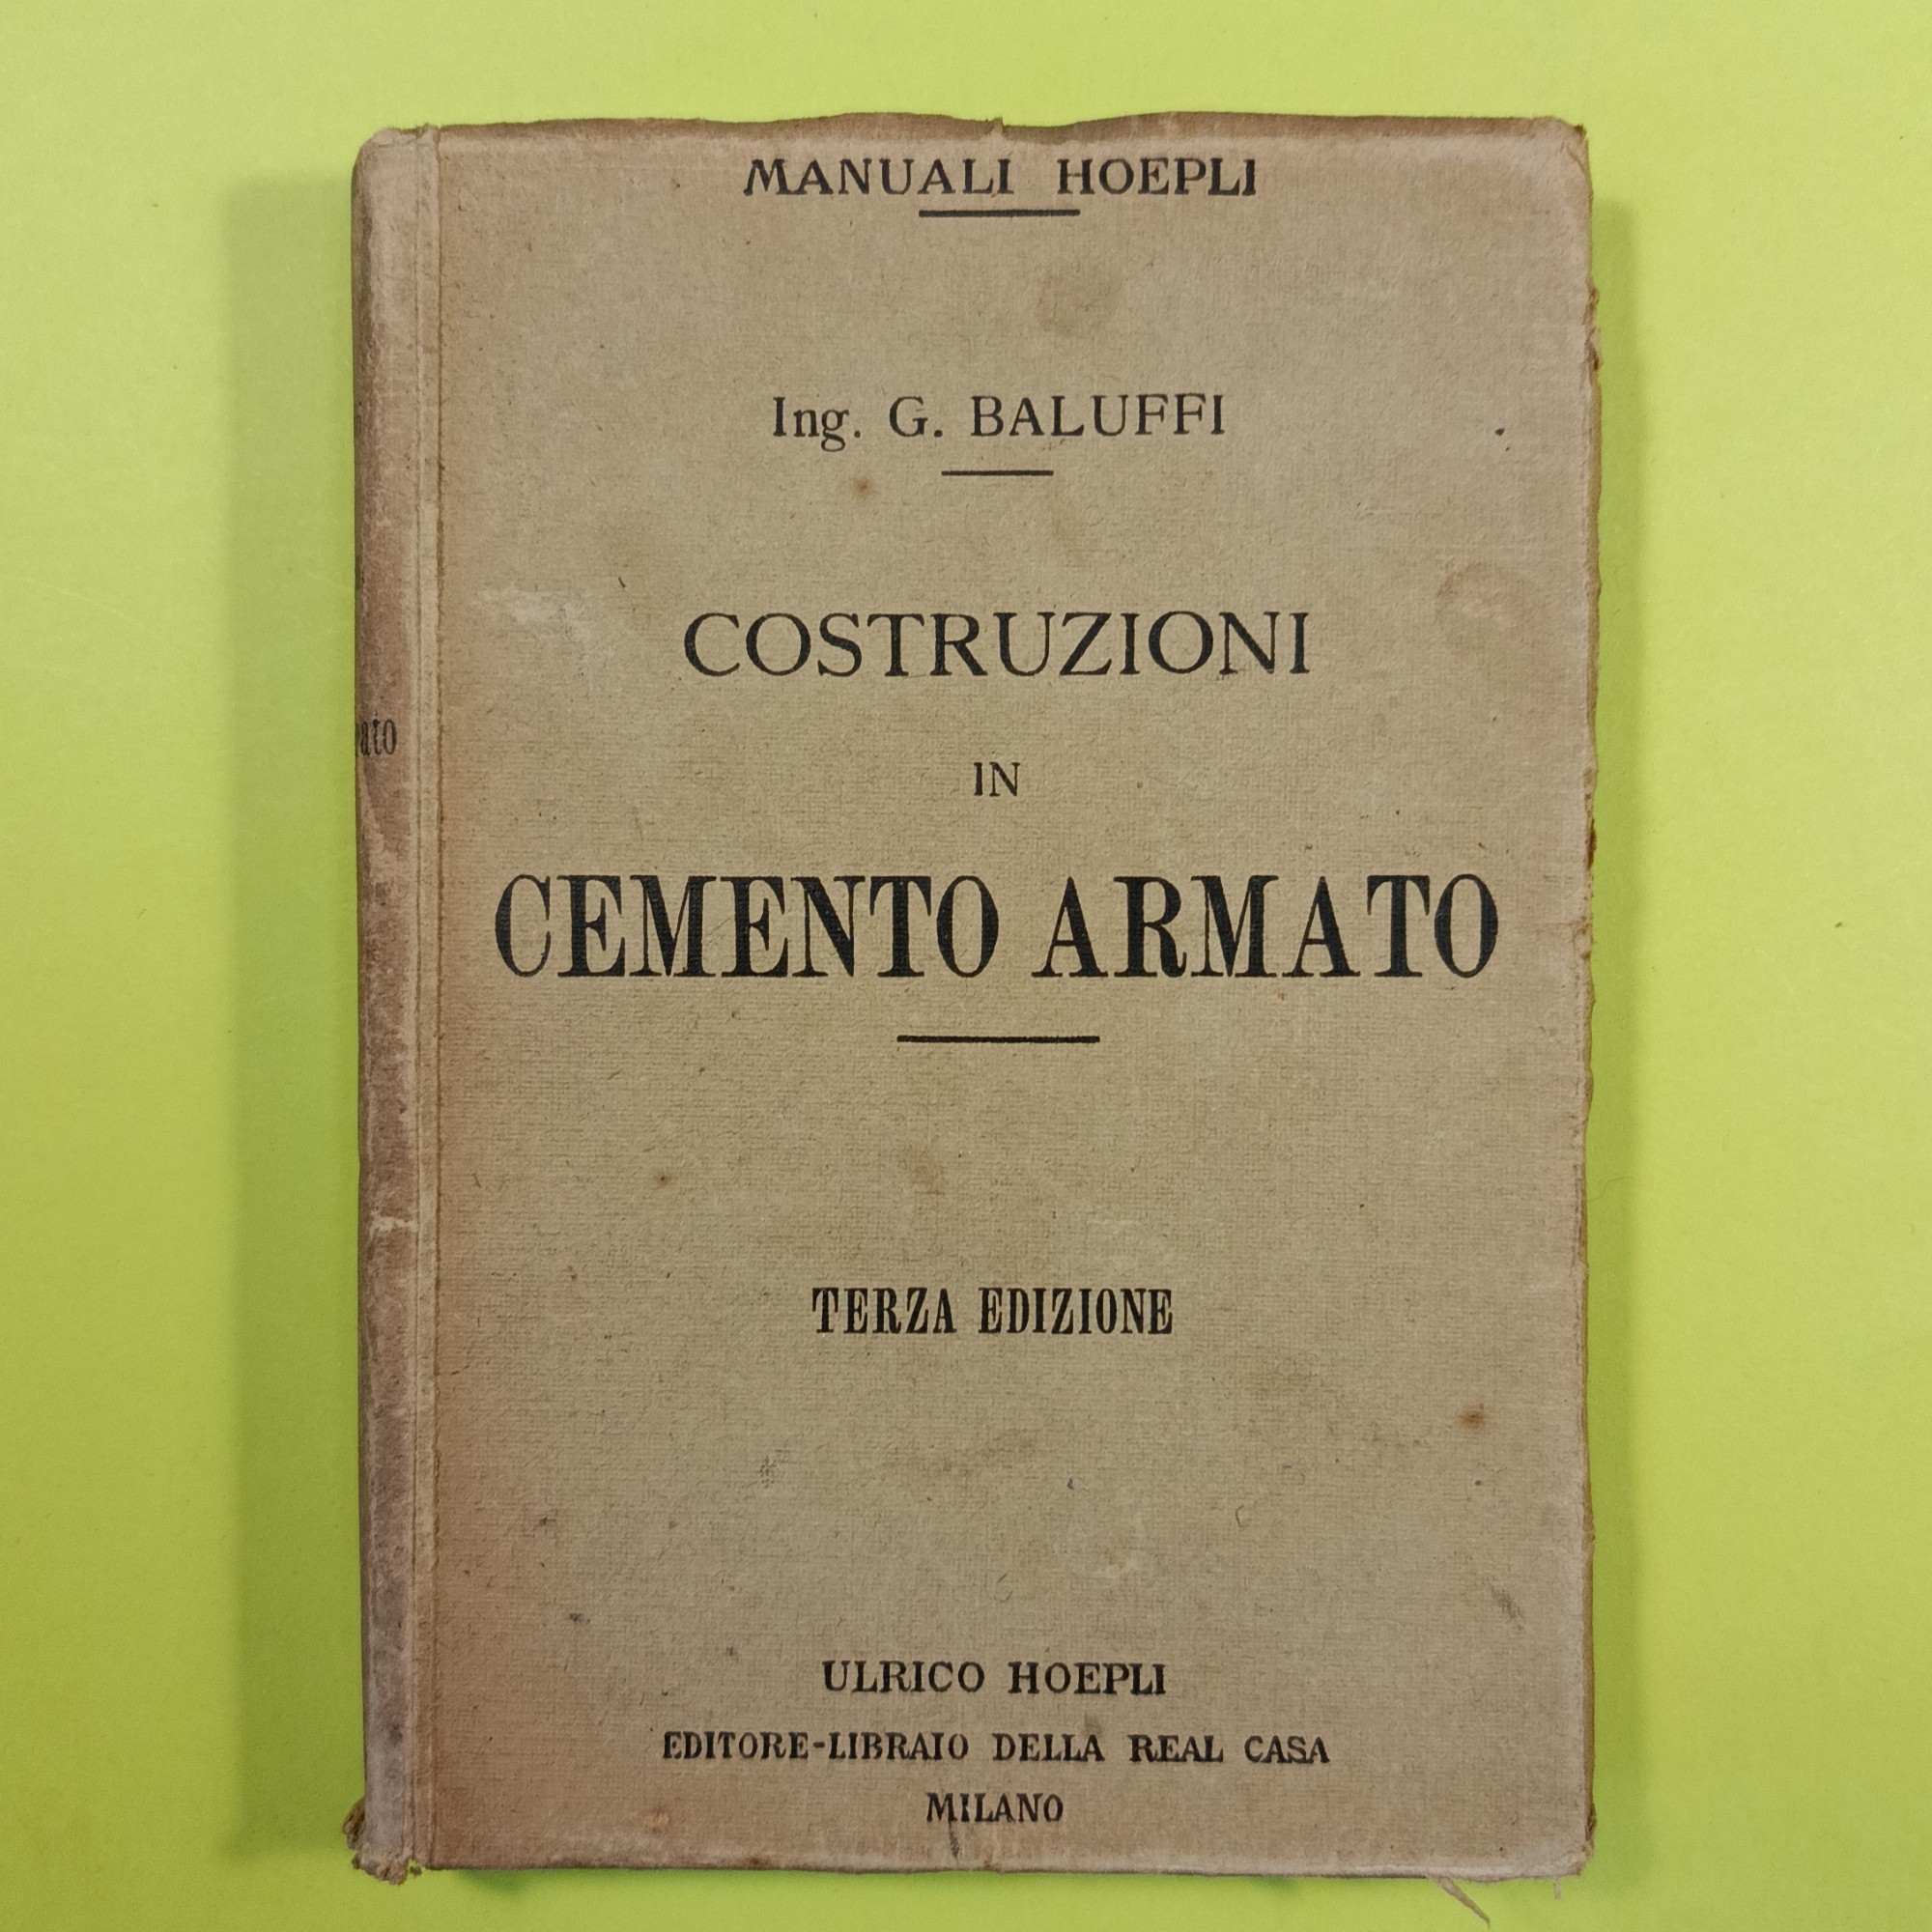 MANUALI HOEPLI
Ing. G. BALUFFI
COSTRUZIONI
IN
CEMENTO ARMATO
TERZA EDIZIONE
ULRICO HOEPLI
EDITORE-LIBRAIO DELLA REAL CASA
MILANO